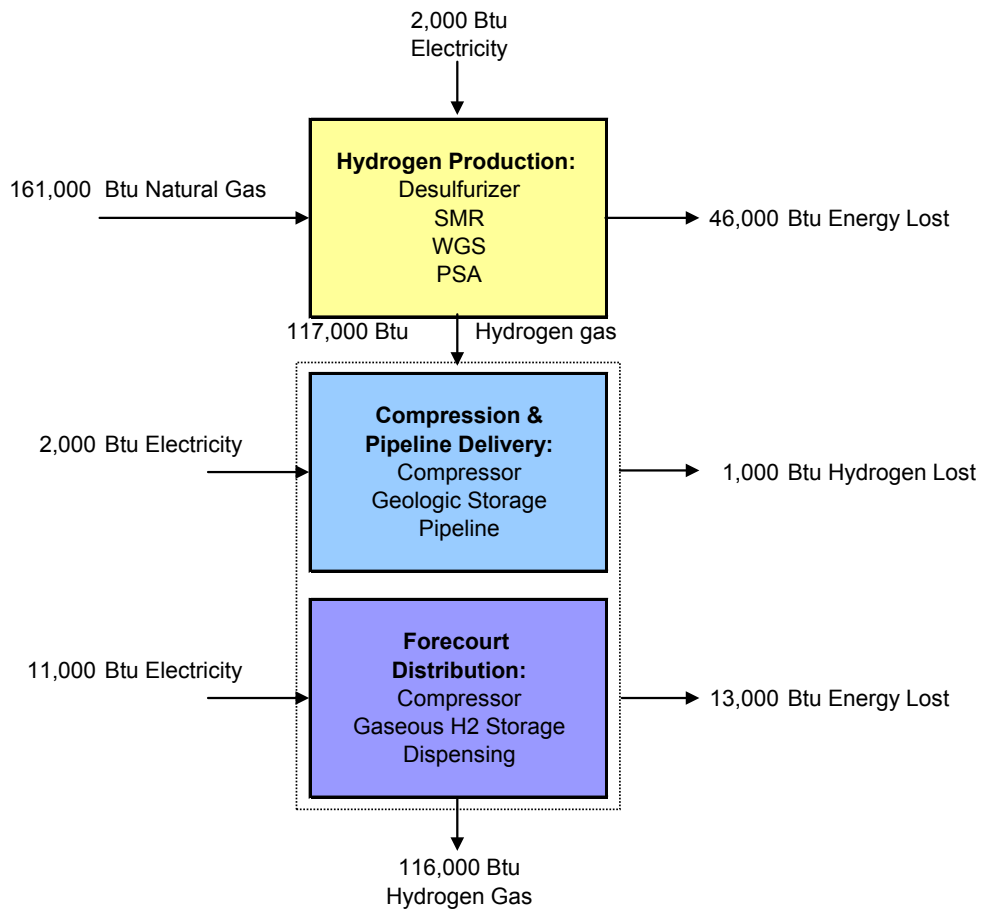 2,000 Btu
Electricity
Hydrogen Production:
Desulfurizer
SMR
WGS
PSA
161,000 Btu Natural Gas
46,000 Btu Energy Lost
117,000 Btu Hydrogen gas
Compression &
Pipeline Delivery:
Compressor
Geologic Storage
Pipeline
2,000 Btu Electricity
1,000 Btu Hydrogen Lost
Forecourt
Distribution:
Compressor
Gaseous H2 Storage
Dispensing
11,000 Btu Electricity
13,000 Btu Energy Lost
116,000 Btu
Hydrogen Gas